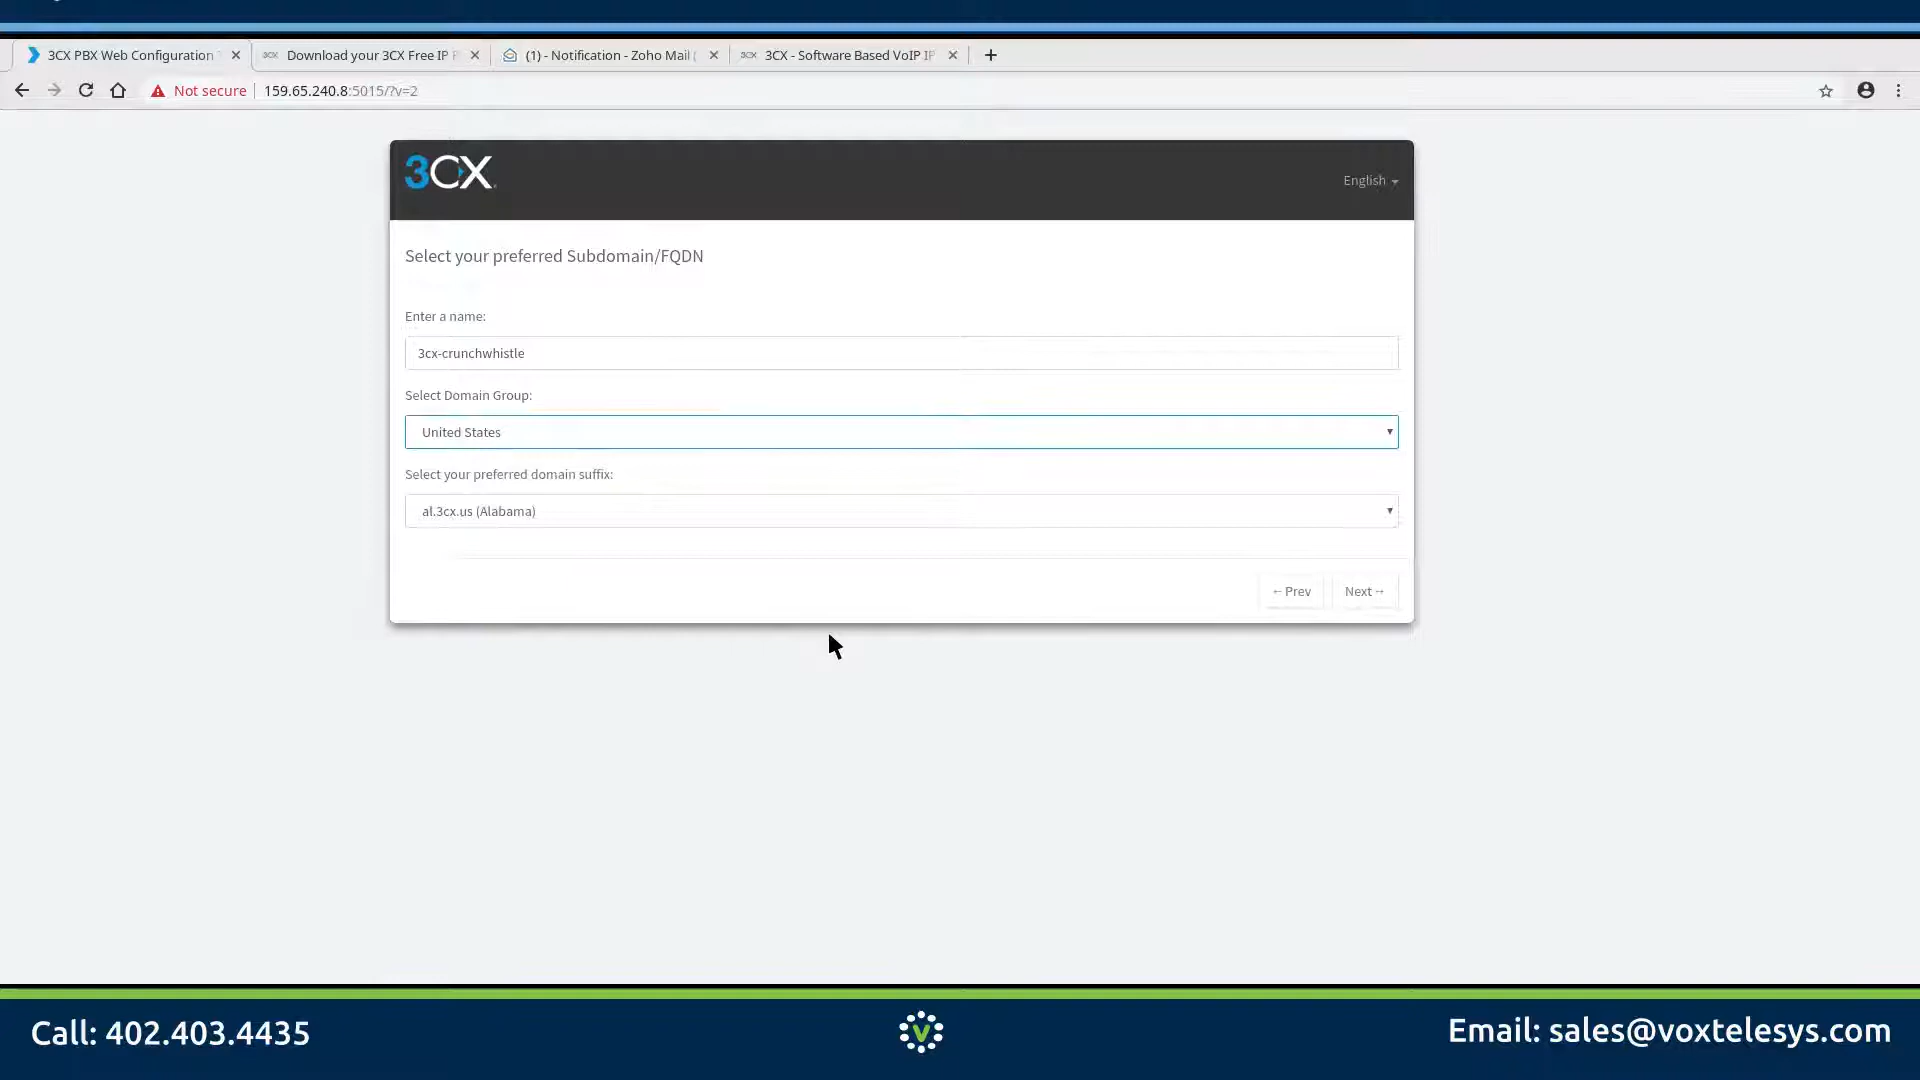 3CX PBX Web Configuration
Download your 3CX Free IP
(1) - Notification - Zoho Mail (
3CX - Software Based VoIP IP
Not secure
159.65.240.8:5015/?v=2
3CX
English
Select your preferred Subdomain/FQDN
Enter a name:
3cx-crunchwhistle
Select Domain Group:
United States
Select your preferred domain suffix:
al.3cx.us (Alabama)
←Prev
Next→
Call: 402.403.4435
V
Email: sales@voxtelesys.com